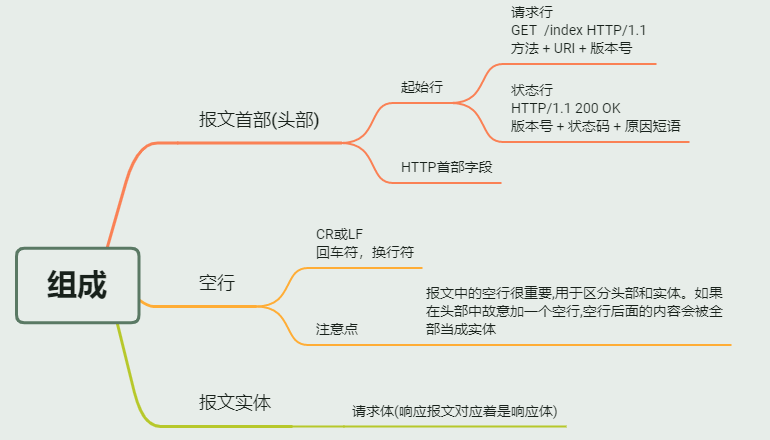 请求行
GET /index HTTP/1.1
方法 + URI + 版本号
起始行
状态行
HTTP/1.1 200 OK
版本号 + 状态码 + 原因短语
报文首部(头部)
HTTP首部字段
组成
CR或LF
回车符，换行符
空行
报文中的空行很重要,用于区分头部和实体。如果
在头部中故意加一个空行,空行后面的内容会被全
部当成实体
注意点
报文实体
请求体(响应报文对应着是响应体)